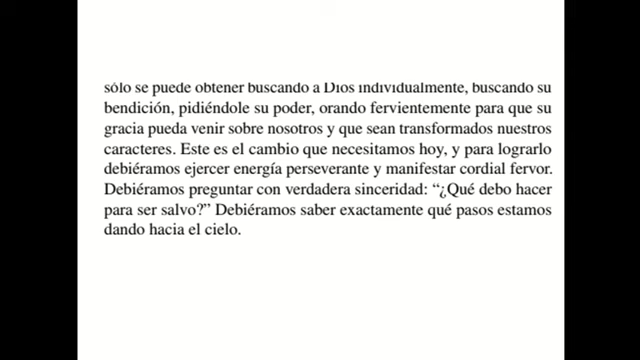 sólo se puede obtener buscando a Dios individualmente, buscando su
bendición, pidiéndole su poder, orando fervientemente para que su
gracia pueda venir sobre nosotros y que sean transformados nuestros
caracteres. Este es el cambio que necesitamos hoy, y para lograrlo
debiéramos ejercer energía perseverante y manifestar cordial fervor.
Debiéramos preguntar con verdadera sinceridad: “¿Qué debo hacer
para ser salvo?” Debiéramos saber exactamente qué pasos estamos
dando hacia el cielo.